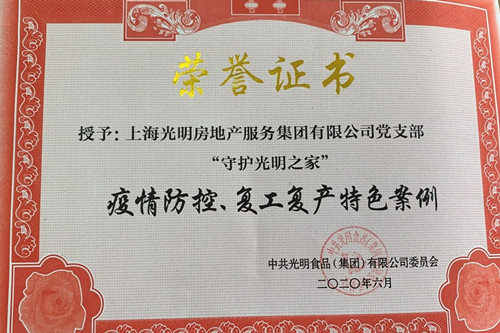 荣誉证书
授予：上海光明房地产服务集团有限公司党支部
“守护光明之家”
疫情防控、复工复产特色案例
中共光明食品（集团）有限公司委员会
二〇二〇年六月